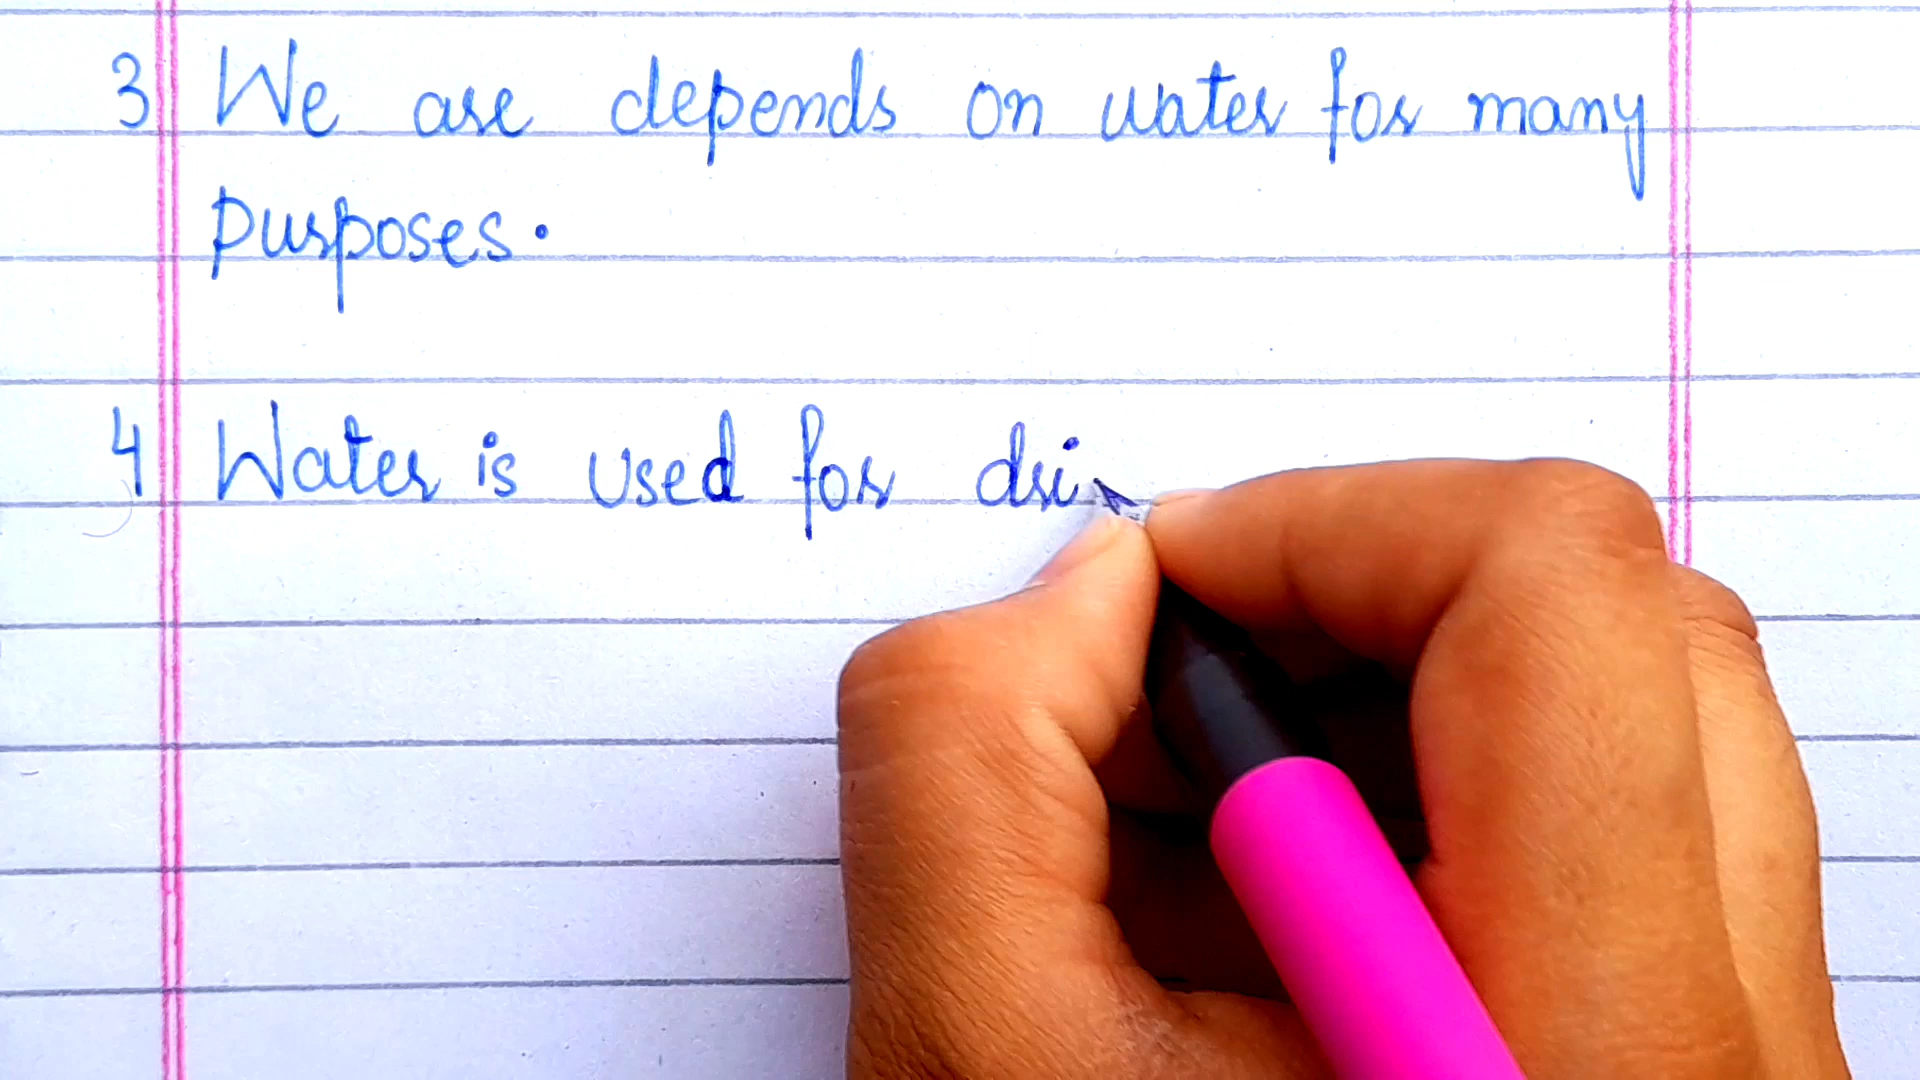 3 We are depends on water for many
purposes.
4 Water is used for dri